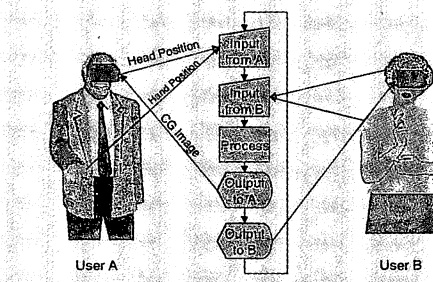 Head Position
Hand Position
CG Image
Input
from A
Input
from B
Process
Output
to A
Output
to B
User A
User B